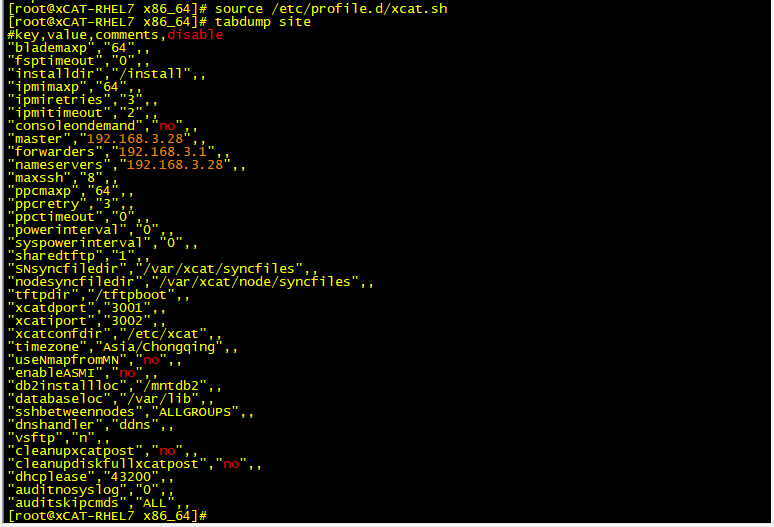 [root@xCAT-RHEL7 x86_64]# source /etc/profile.d/xcat.sh
[root@xCAT-RHEL7 x86_64]# tabdump site
#key,value,comments,disable
"blademaxp","64",,
"fsptimeout","0",,
"installdir","/install",,
"ipmimaxp","64",,
"ipmiretries","3",,
"ipmitimeout","2",,
"consoleondemand","no",,
"master","192.168.3.28",,
"forwarders","192.168.3.1",,
"nameservers","192.168.3.28",,
"maxssh","8",,
"ppcmaxp","64",,
"ppcretry","3",,
"ppctimeout","0",,
"powerinterval","0",,
"syspowerinterval","0",,
"sharedtftp","1",,
"SNsyncfiledir","/var/xcat/syncfiles",,
"nodesyncfiledir","/var/xcat/node/syncfiles",,
"tftpdir","/tftpboot",,
"xcatdport","3001",,
"xcatiport","3002",,
"xcatconfdir","/etc/xcat",,
"timezone","Asia/Chongqing",,
"useNmapfromMN","no",,
"enableASMI","no",,
"db2installloc","/mntdb2",,
"databaseloc","/var/lib",,
"sshbetweennodes","ALLGROUPS",,
"dnshandler","ddns",,
"vsftp","n",,
"cleanupxcatpost","no",,
"cleanupdiskfullxcatpost","no",,
"dhcplease","43200",,
"auditnosyslog","0",,
"auditskipcmds","ALL",,
[root@xCAT-RHEL7 x86_64]#